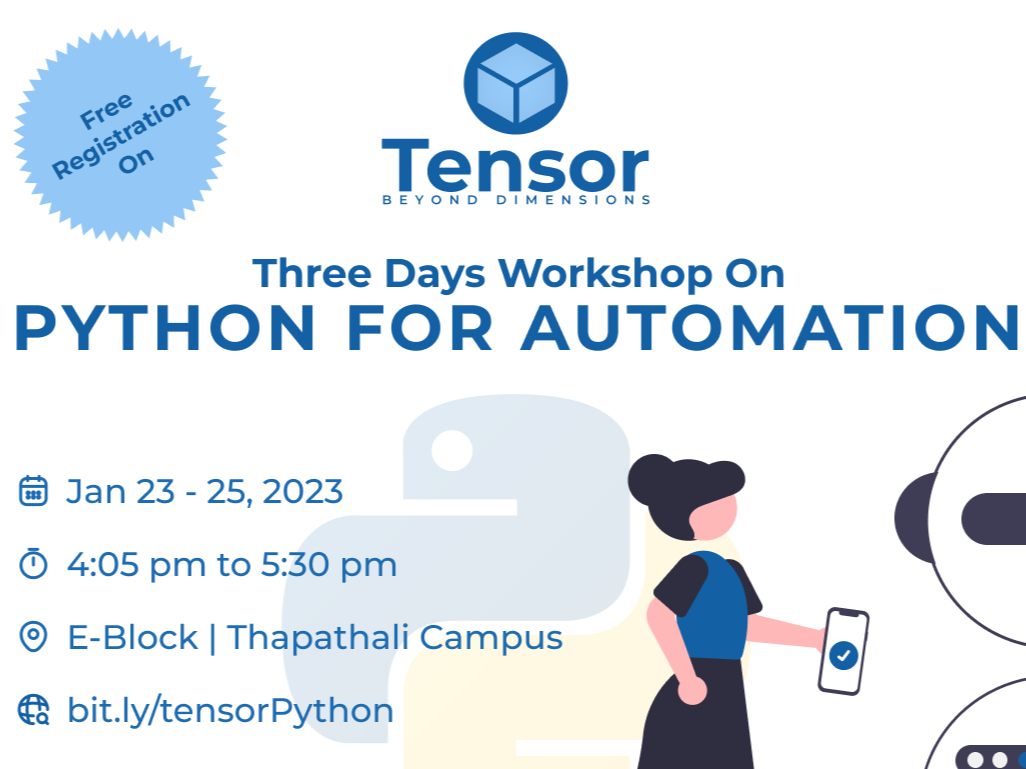 Free
Registration
On
Tensor
BEYOND DIMENSIONS
Three Days Workshop On
PYTHON FOR AUTOMATION
Jan 23 - 25, 2023
4:05 pm to 5:30 pm
E-Block | Thapathali Campus
bit.ly/tensorPython